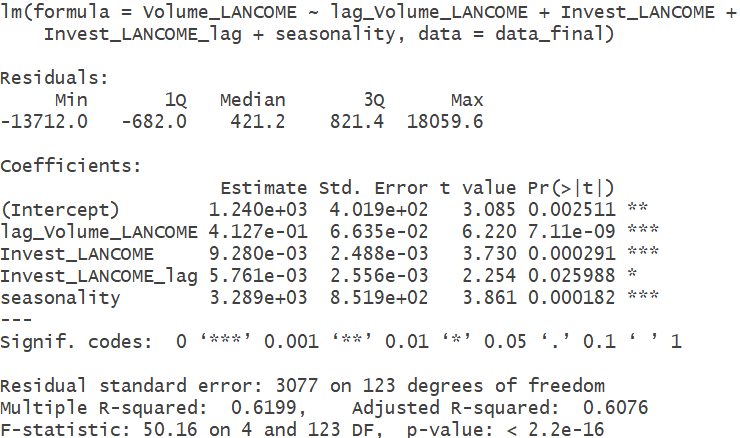 lm(formula = Volume_LANCOME ~ lag_Volume_LANCOME + Invest_LANCOME +
    Invest_LANCOME_lag + seasonality, data = data_final)

Residuals:
     Min       1Q   Median       3Q      Max
-13712.0   -682.0    421.2    821.4  18059.6

Coefficients:
                    Estimate Std. Error t value Pr(>|t|)
(Intercept)        1.240e+03  4.019e+02   3.085 0.002511 **
lag_Volume_LANCOME 4.127e-01  6.635e-02   6.220 7.11e-09 ***
Invest_LANCOME     9.280e-03  2.488e-03   3.730 0.000291 ***
Invest_LANCOME_lag 5.761e-03  2.556e-03   2.254 0.025988 *
seasonality        3.289e+03  8.519e+02   3.861 0.000182 ***
---
Signif. codes:  0 ‘***’ 0.001 ‘**’ 0.01 ‘*’ 0.05 ‘.’ 0.1 ‘ ’ 1

Residual standard error: 3077 on 123 degrees of freedom
Multiple R-squared:  0.6199,    Adjusted R-squared:  0.6076
F-statistic: 50.16 on 4 and 123 DF,  p-value: < 2.2e-16